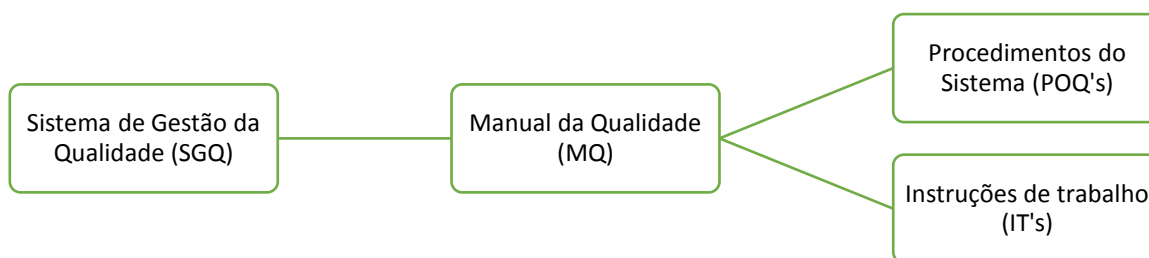 Sistema de Gestão da
Qualidade (SGQ)
Manual da Qualidade
(MQ)
Procedimentos do
Sistema (POQ's)
Instruções de trabalho
(IT's)